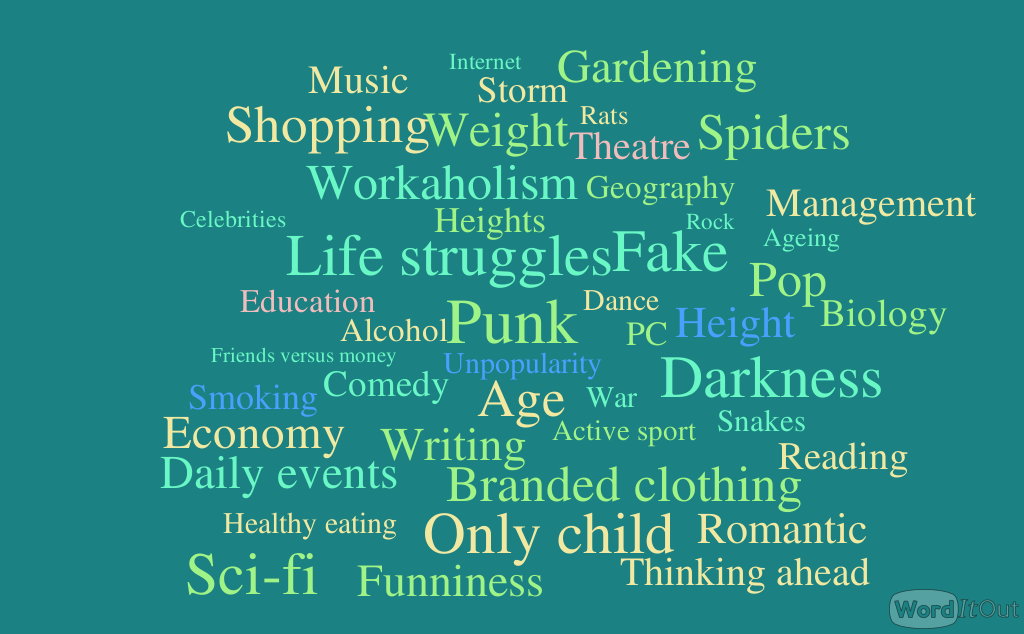 Internet
Gardening
Music
Storm
Rats
Shopping
Weight
Theatre
Spiders
Workaholism
Geography
Management
Celebrities
Heights
Rock
Ageing
Life struggles
Fake
Pop
Education
Dance
Alcohol
Punk
PC
Height
Biology
Friends versus money
Unpopularity
Darkness
Smoking
Comedy
Age
War
Snakes
Economy
Writing
Active sport
Reading
Daily events
Branded clothing
Healthy eating
Only child
Romantic
Sci-fi
Funniness
Thinking ahead
WordItOut